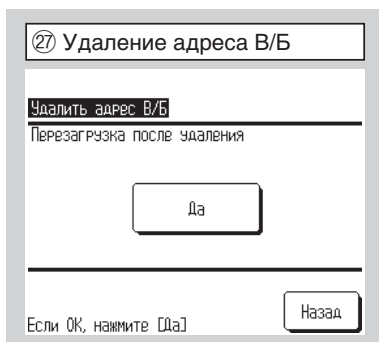 ㉗ Удаление адреса В/Б
Удалить адрес В/Б
Перезагрузка после удаления
Да
Назад
Если ОК, нажмите [Да]